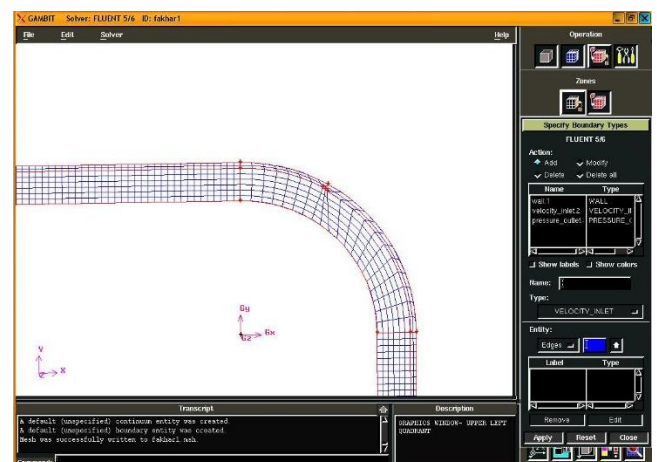 GAMBIT Solver: FLUENT 5/6 ID: fakhar1
File Edit Solver Help
Operation
Zones
Specify Boundary Types
FLUENT 5/6
Action:
Add Modify
Delete Delete all
Name Type
wall.1 WALL
velocity_inlet.2 VELOCITY_I
pressure_outlet. PRESSURE_(
Show labels Show colors
Name:
Type:
VELOCITY_INLET
Entity:
Edges
Label Type
Remove Edit
Apply Reset Close
Gy
Gz Gx
Y
Z X
Transcript
A default (unspecified) continuum entity was created.
A default (unspecified) boundary entity was created.
Mesh was successfully written to fakhar1.msh.
Command:
Description
GRAPHICS WINDOW- UPPER LEFT
QUADRANT